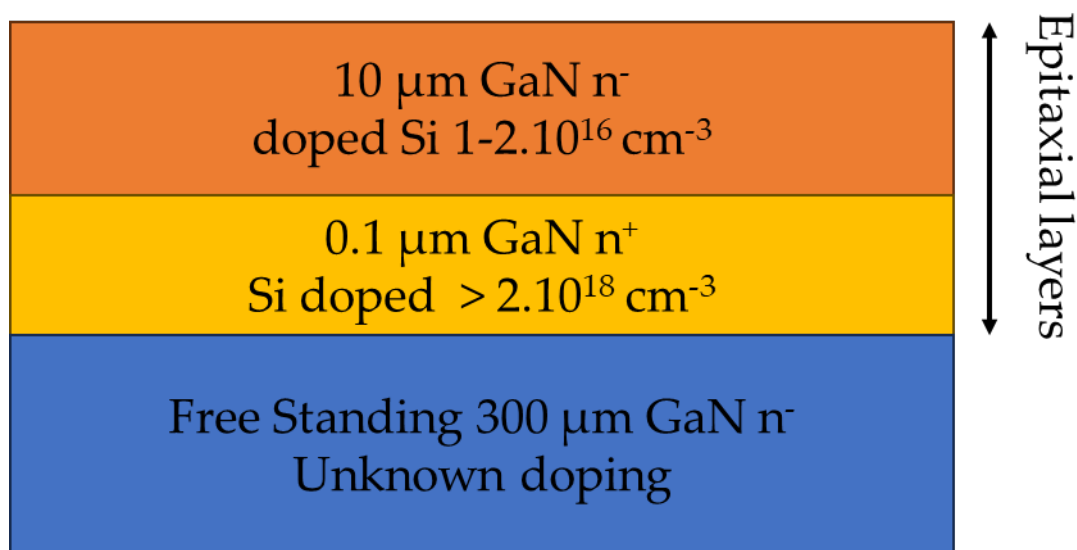 10 µm GaN n⁻
doped Si 1-2.10¹⁶ cm⁻³
0.1 µm GaN n⁺
Si doped > 2.10¹⁸ cm⁻³
Free Standing 300 µm GaN n⁻
Unknown doping
Epitaxial layers